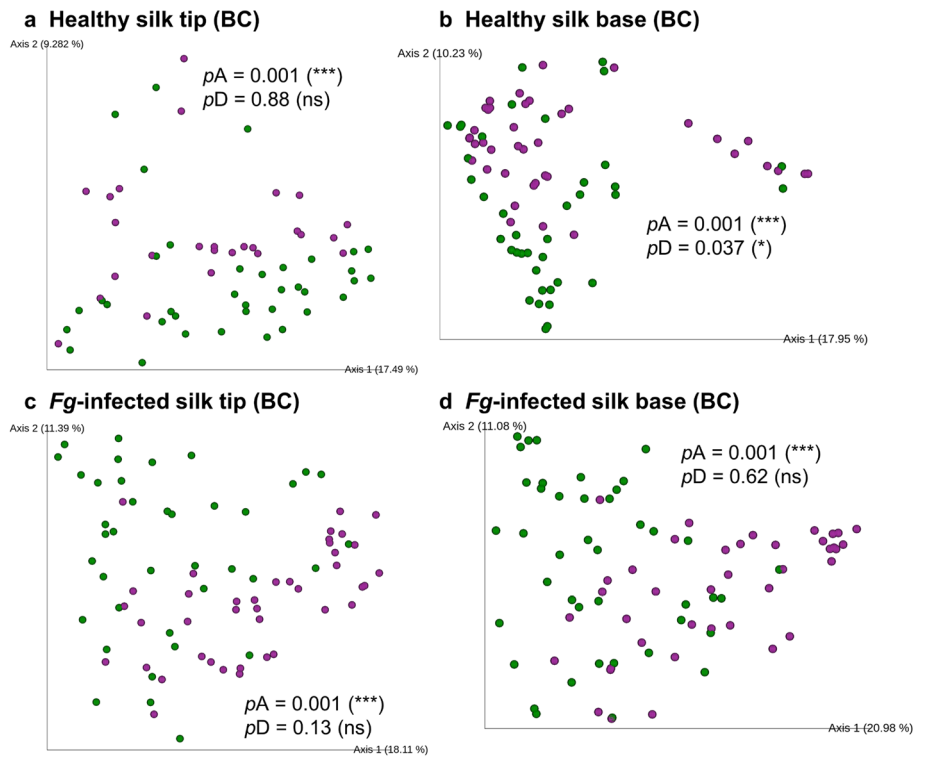 a Healthy silk tip (BC)
Axis 2 (9.282 %)
pA = 0.001 (***)
pD = 0.88 (ns)
Axis 1 (17.49 %)
b Healthy silk base (BC)
Axis 2 (10.23 %)
pA = 0.001 (***)
pD = 0.037 (*)
Axis 1 (17.95 %)
c Fg-infected silk tip (BC)
Axis 2 (11.39 %)
pA = 0.001 (***)
pD = 0.13 (ns)
Axis 1 (18.11 %)
d Fg-infected silk base (BC)
Axis 2 (11.08 %)
pA = 0.001 (***)
pD = 0.62 (ns)
Axis 1 (20.98 %)